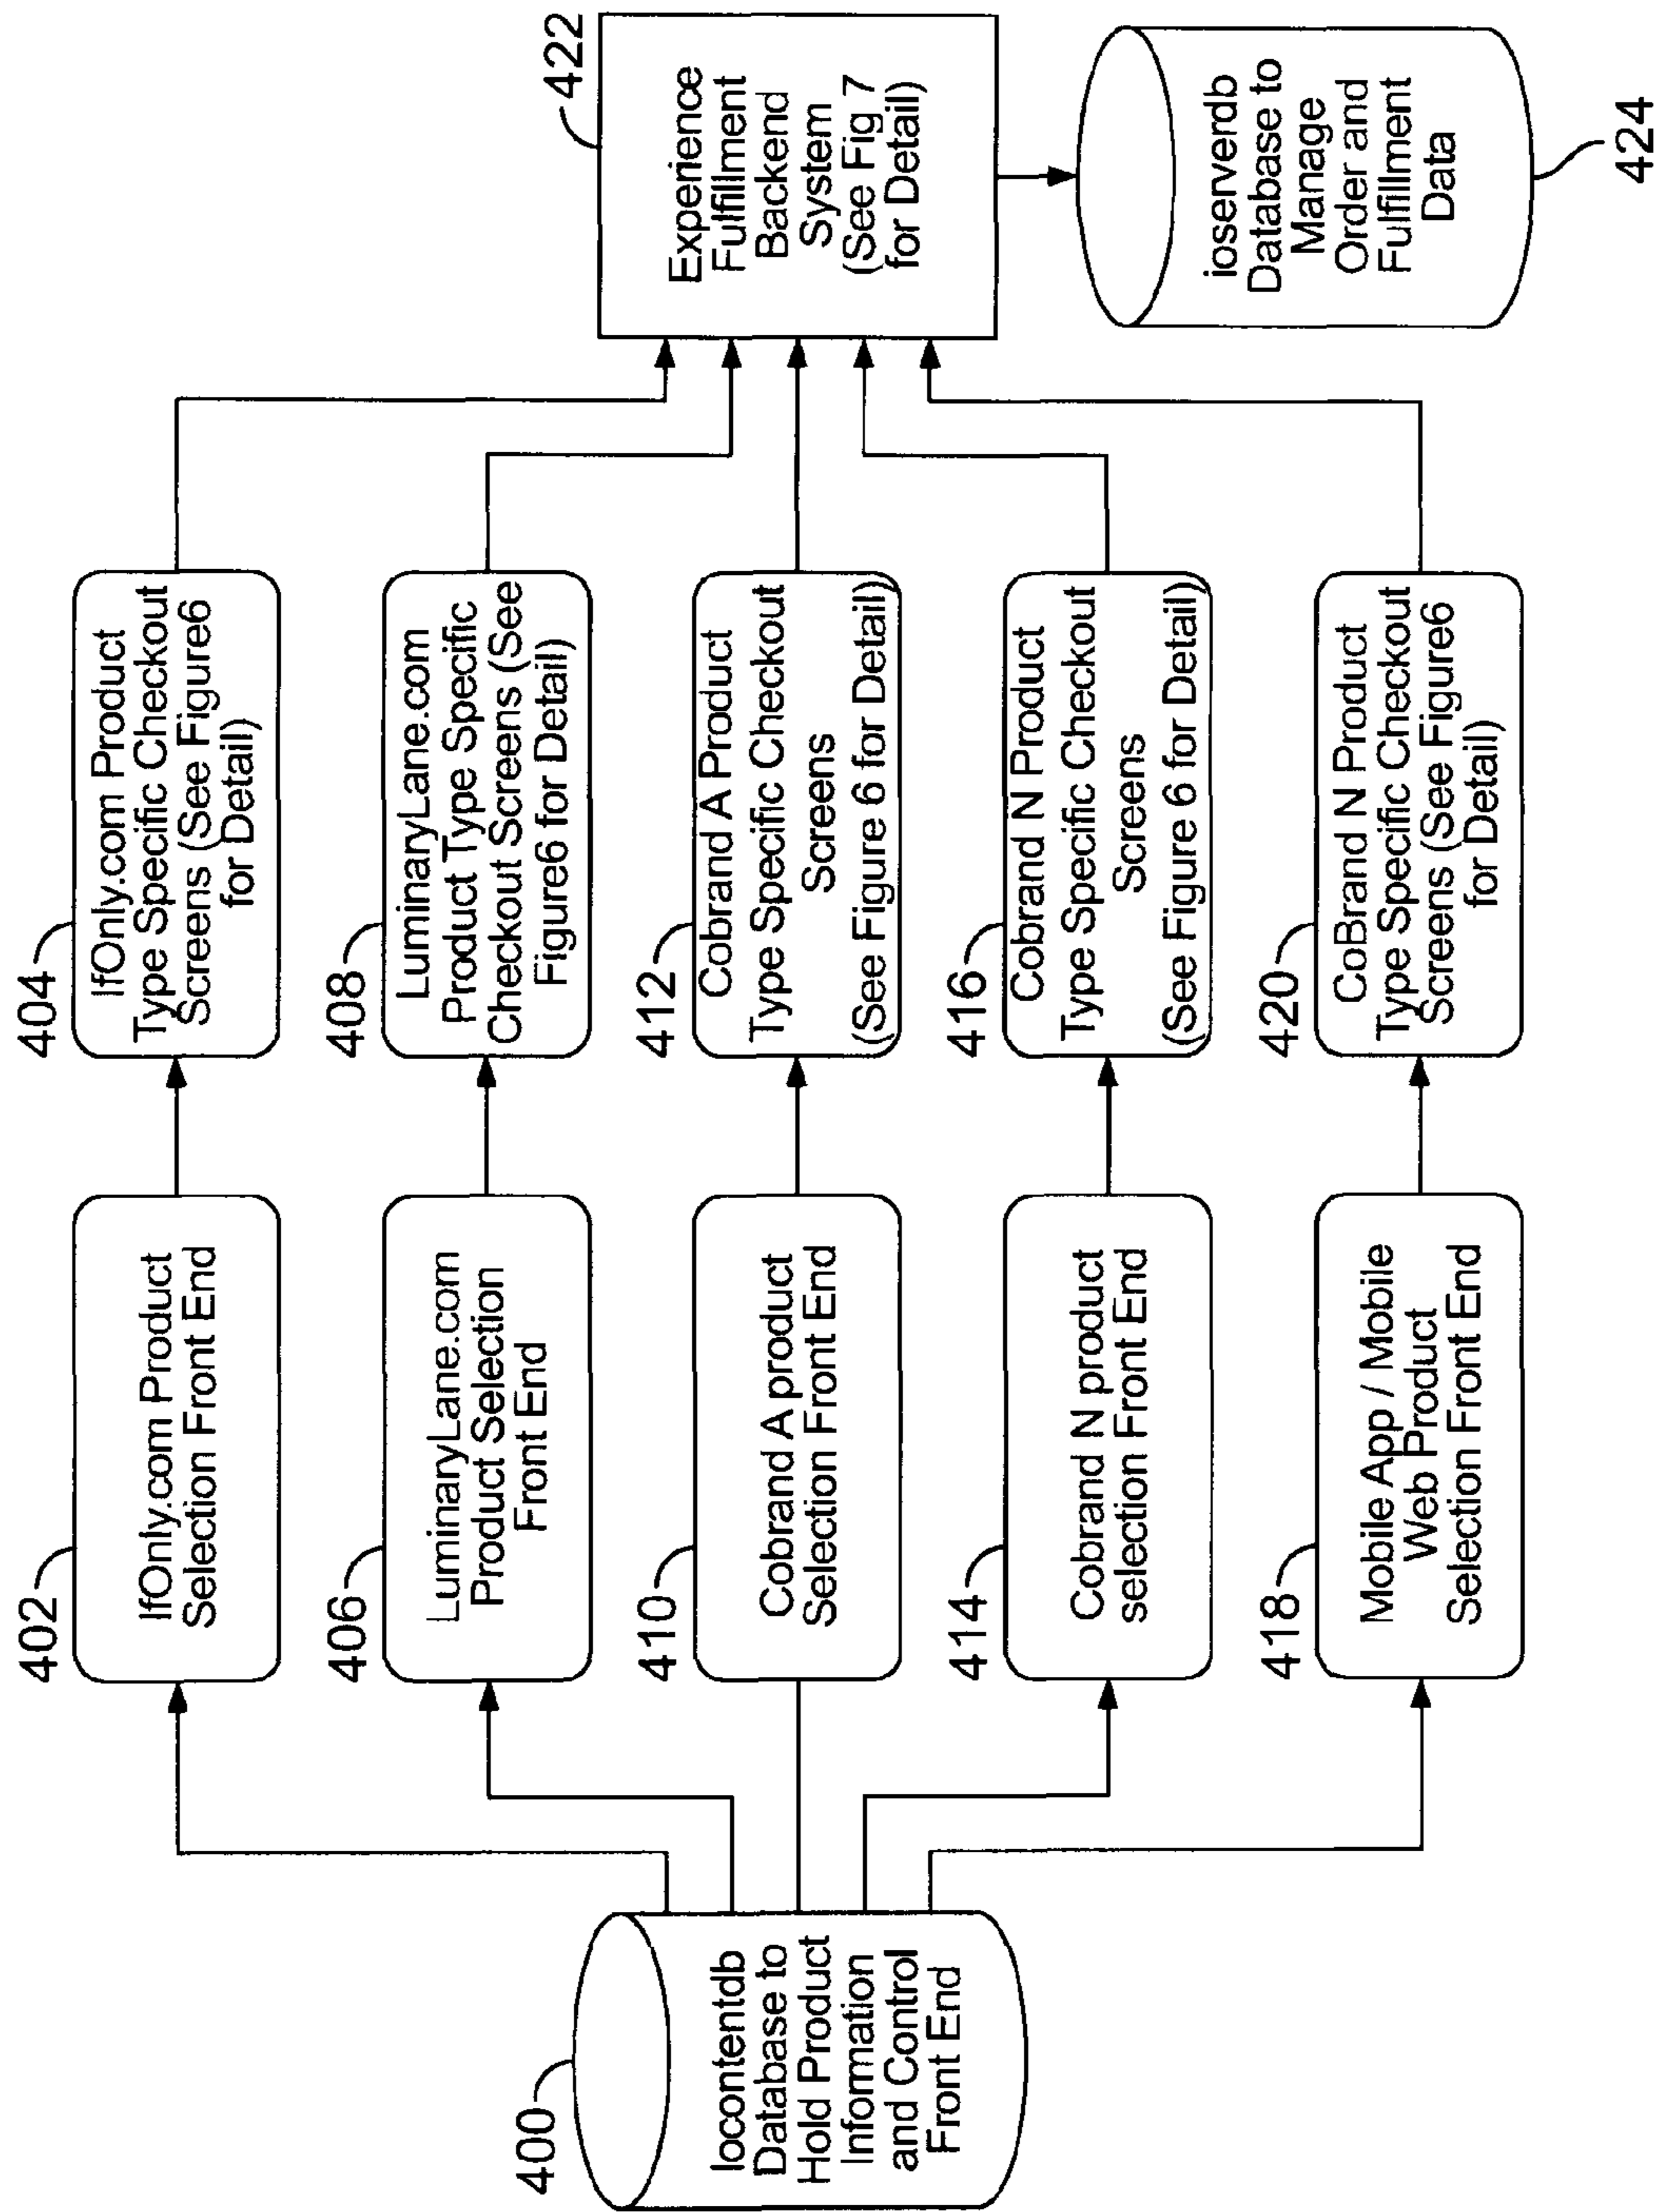 400
Iocontentdb
Database to
Hold Product
Information
and Control
Front End
402
IfOnly.com Product
Selection Front End
404
IfOnly.com Product
Type Specific Checkout
Screens (See Figure6
for Detail)
406
LuminaryLane.com
Product Selection
Front End
408
LuminaryLane.com
Product Type Specific
Checkout Screens (See
Figure6 for Detail)
410
Cobrand A product
Selection Front End
412
Cobrand A Product
Type Specific Checkout
Screens
(See Figure 6 for Detail)
414
Cobrand N product
selection Front End
416
Cobrand N Product
Type Specific Checkout
Screens
(See Figure 6 for Detail)
418
Mobile App / Mobile
Web Product
Selection Front End
420
CoBrand N Product
Type Specific Checkout
Screens (See Figure6
for Detail)
422
Experience
Fulfillment
Backend
System
(See Fig 7
for Detail)
ioserverdb
Database to
Manage
Order and
Fulfillment
Data
424